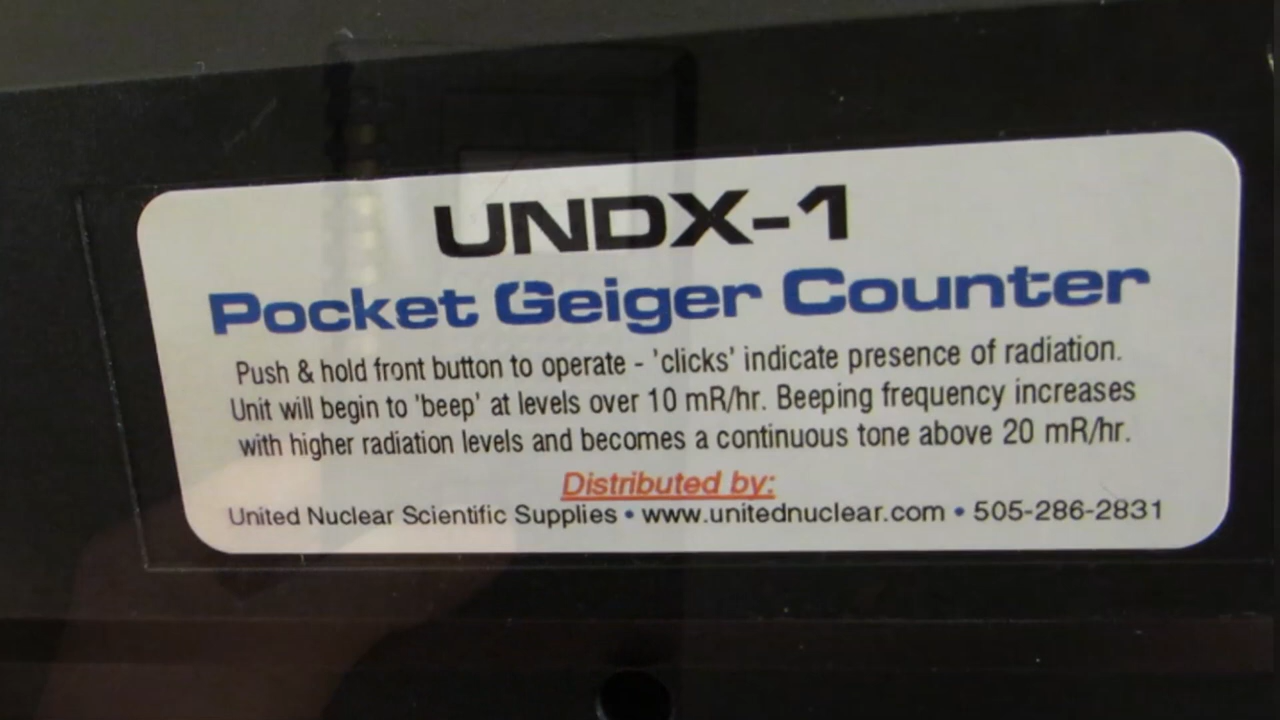 UNDX-1
Pocket Geiger Counter
Push & hold front button to operate - 'clicks' indicate presence of radiation.
Unit will begin to 'beep' at levels over 10 mR/hr. Beeping frequency increases
with higher radiation levels and becomes a continuous tone above 20 mR/hr.
Distributed by:
United Nuclear Scientific Supplies • www.unitednuclear.com • 505-286-2831